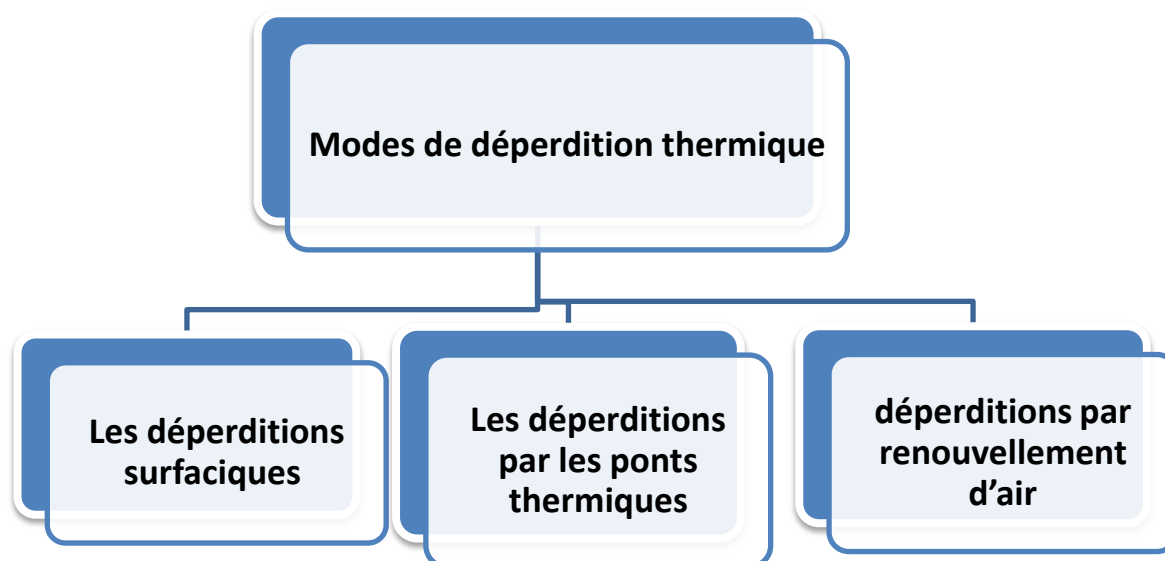 Modes de déperdition thermique
Les déperditions
surfaciques
Les déperditions
par les ponts
thermiques
déperditions par
renouvellement
d’air